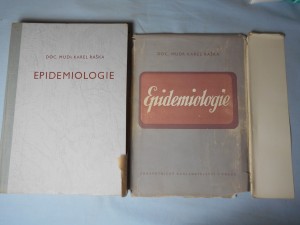 DOC. MUDR. KAREL RAŠKA
EPIDEMIOLOGIE
DOC. MUDR. KAREL RAŠKA
Epidemiologie